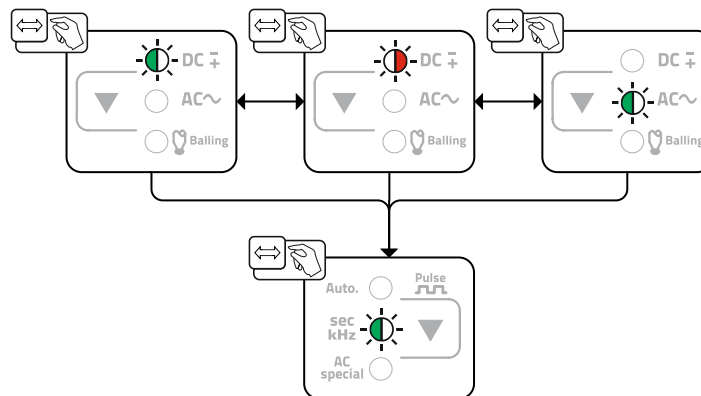 DC -+
AC~
Balling
DC -+
AC~
Balling
DC -+
AC~
Balling
Auto.
Pulse
sec
kHz
AC
special